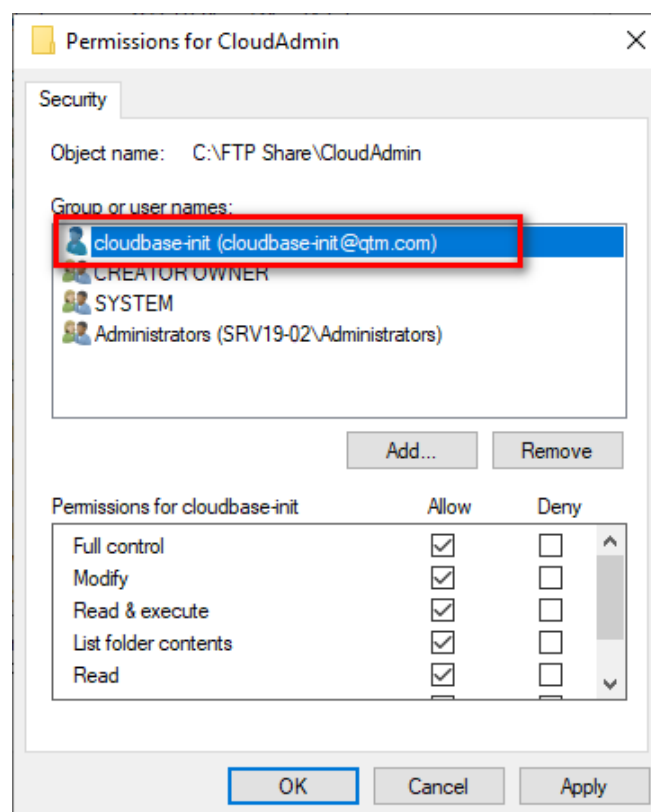 Permissions for CloudAdmin
Security
Object name: C:\FTP Share\CloudAdmin
Group or user names:
cloudbase-init (cloudbase-init@qtm.com)
CREATOR OWNER
SYSTEM
Administrators (SRV19-02\Administrators)
Add... Remove
Permissions for cloudbase-init Allow Deny
Full control
Modify
Read & execute
List folder contents
Read
OK Cancel Apply